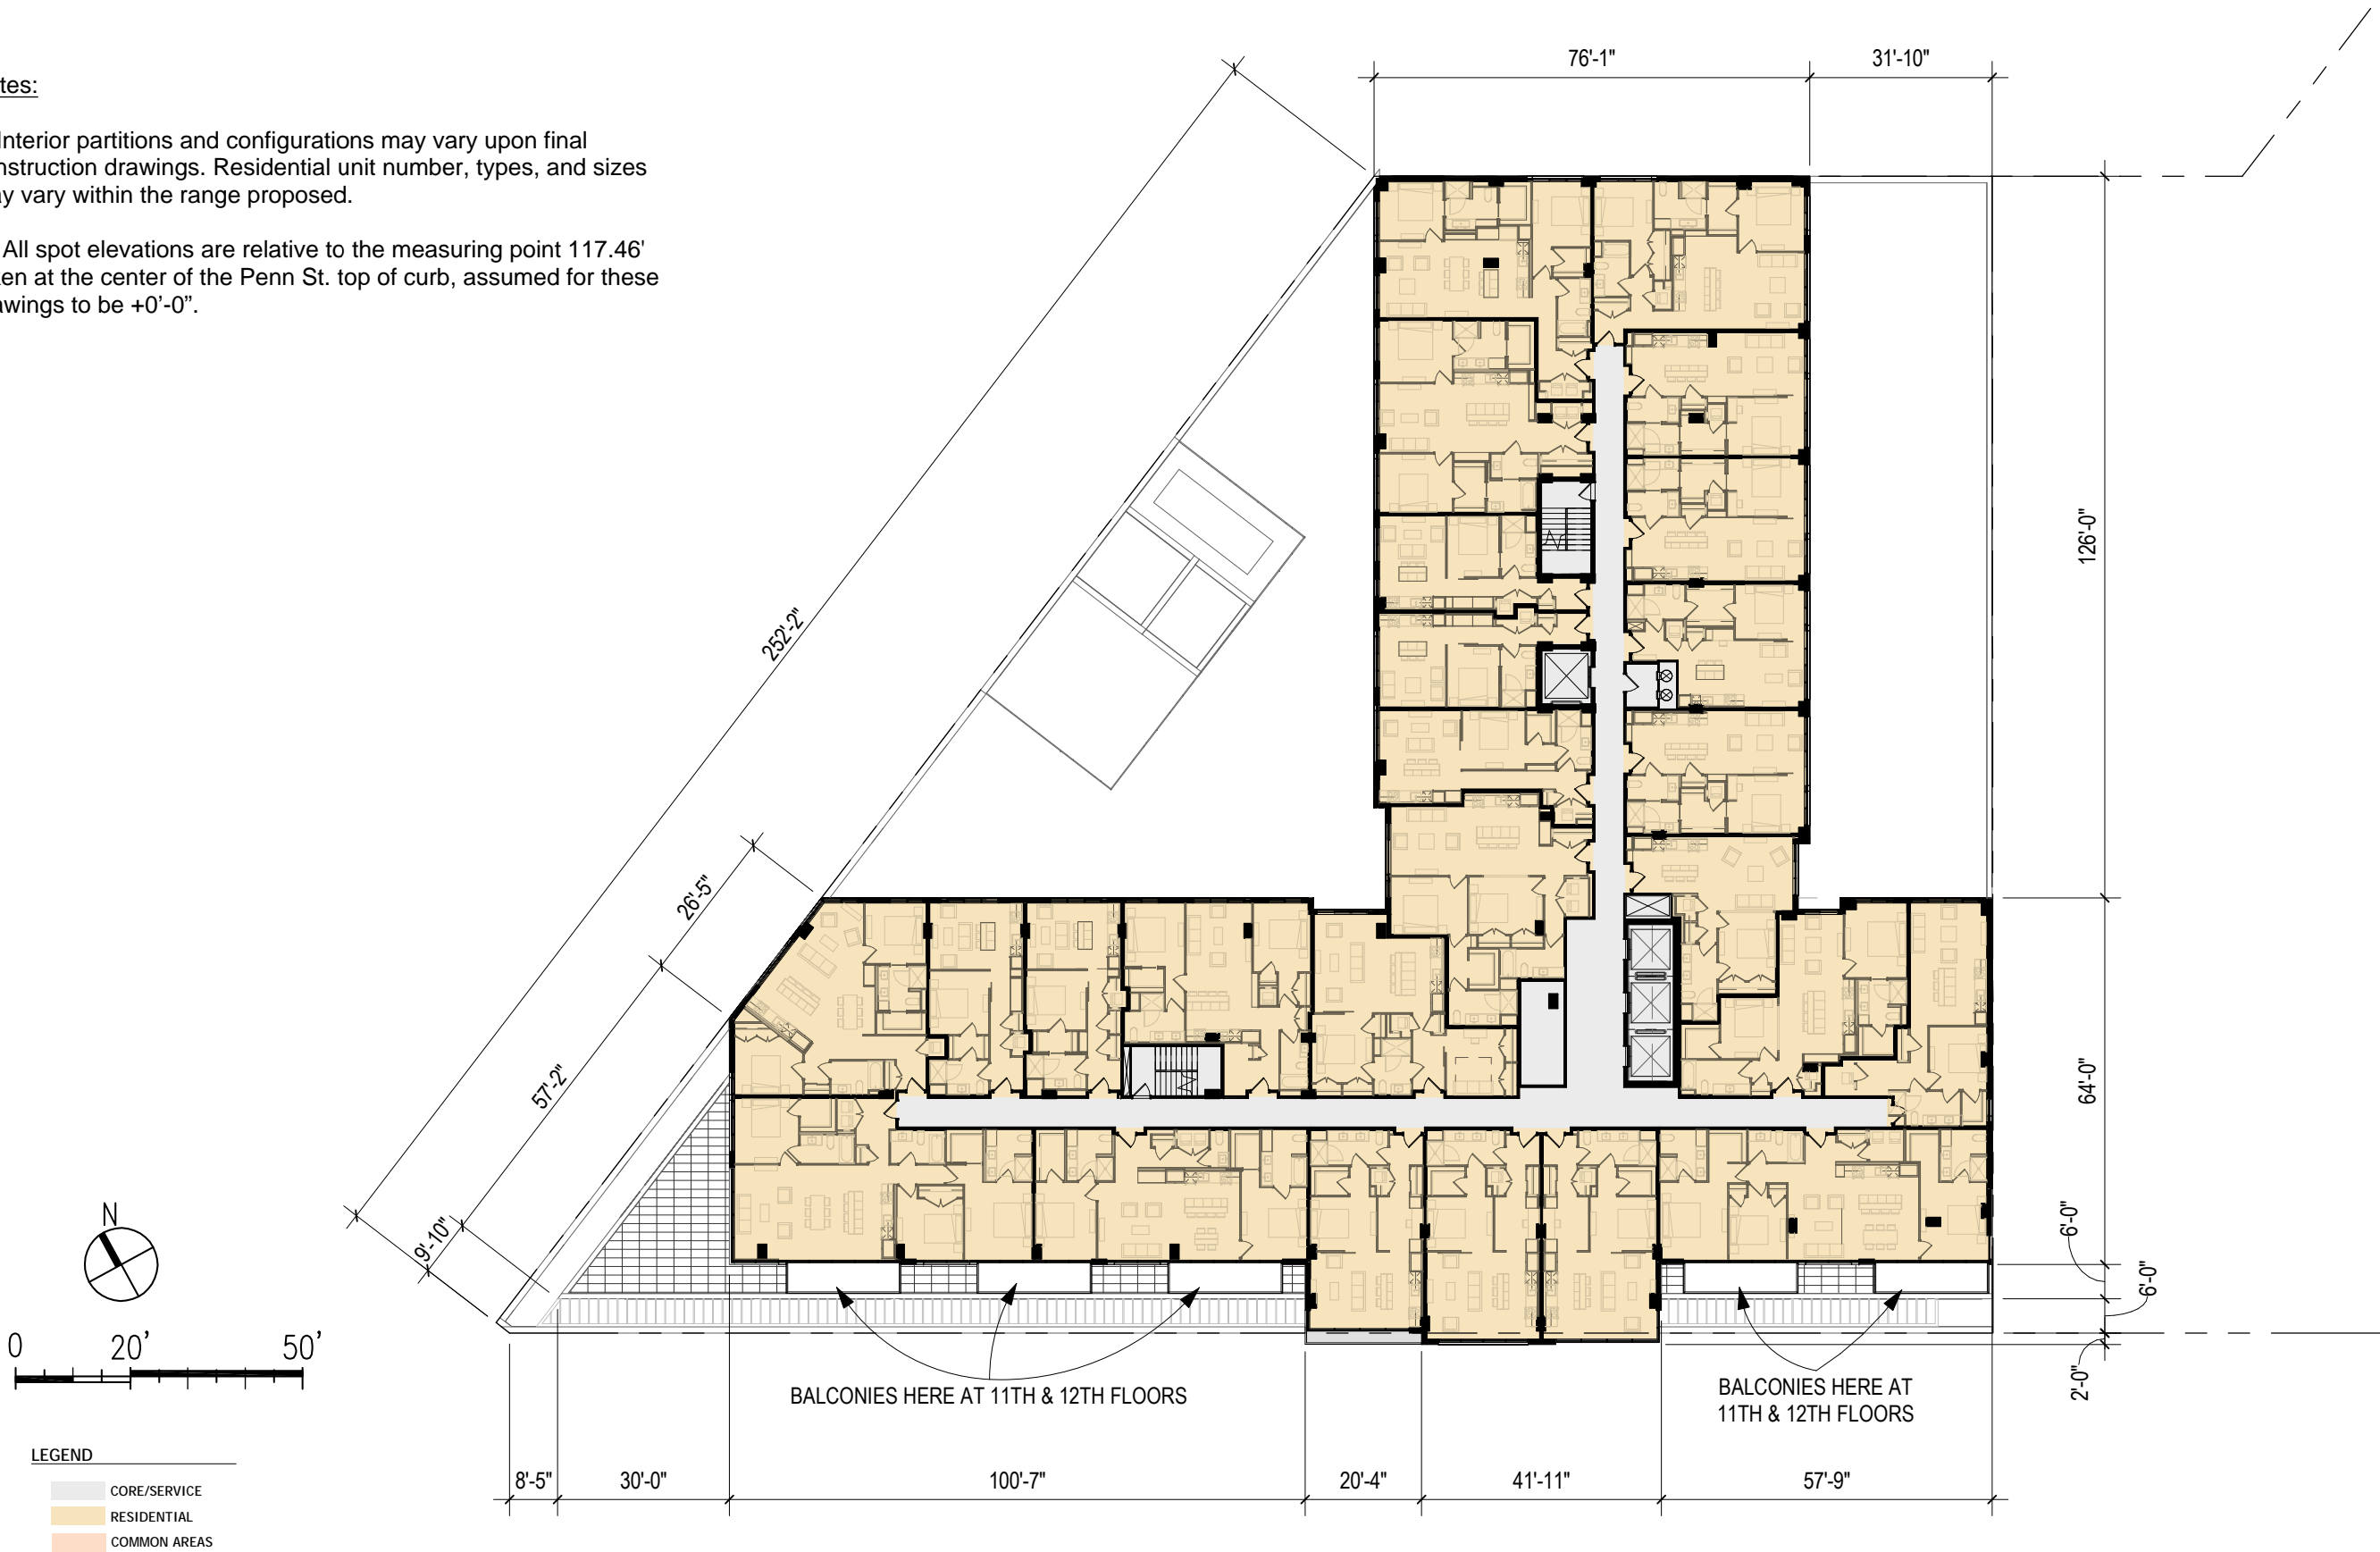 tes:
Interior partitions and configurations may vary upon final
nstruction drawings. Residential unit number, types, and sizes
y vary within the range proposed.
All spot elevations are relative to the measuring point 117.46'
en at the center of the Penn St. top of curb, assumed for these
wings to be +0'-0”.
76'-1"
31'-10"
252'-2"
126'-0"
26'-5"
57'-2"
9'-10"
64'-0"
6'-0"
6'-0"
2'-0"
N
0 20' 50'
BALCONIES HERE AT 11TH & 12TH FLOORS
BALCONIES HERE AT
11TH & 12TH FLOORS
8'-5"
30'-0"
100'-7"
20'-4"
41'-11"
57'-9"
LEGEND
CORE/SERVICE
RESIDENTIAL
COMMON AREAS